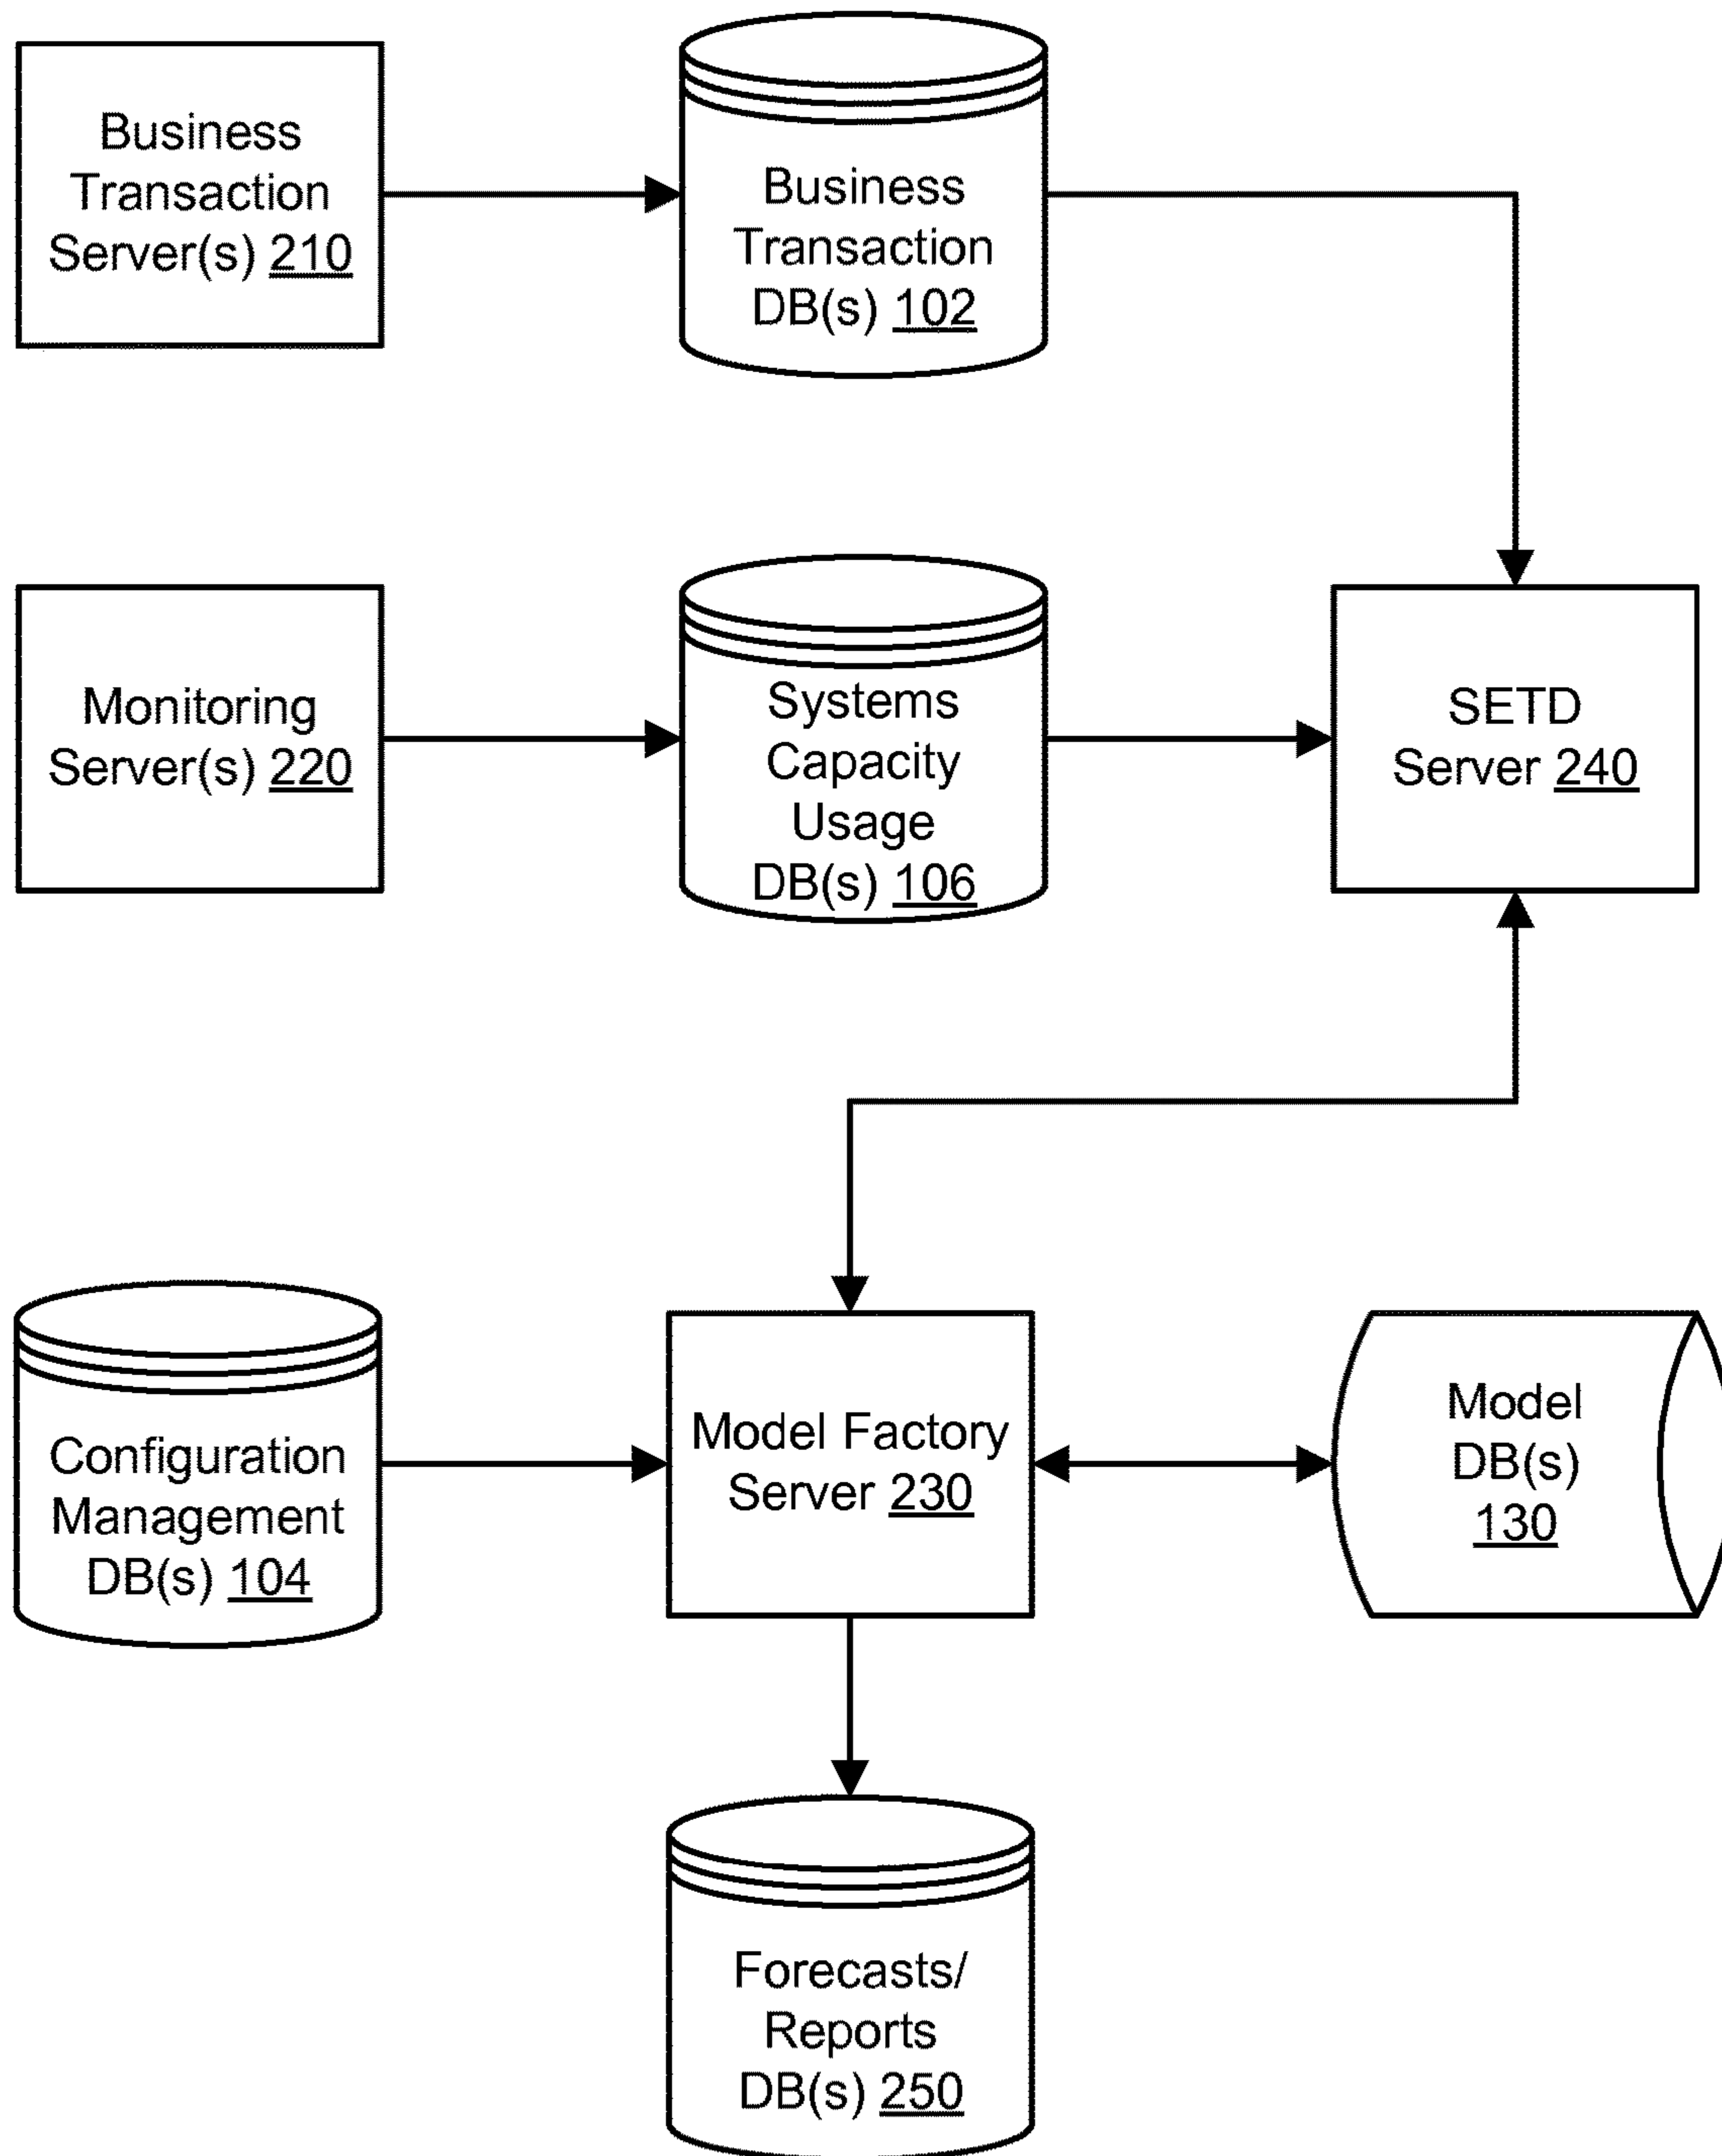 Business
Transaction
Server(s) 210
Business
Transaction
DB(s) 102
Monitoring
Server(s) 220
Systems
Capacity
Usage
DB(s) 106
SETD
Server 240
Configuration
Management
DB(s) 104
Model Factory
Server 230
Model
DB(s)
130
Forecasts/
Reports
DB(s) 250